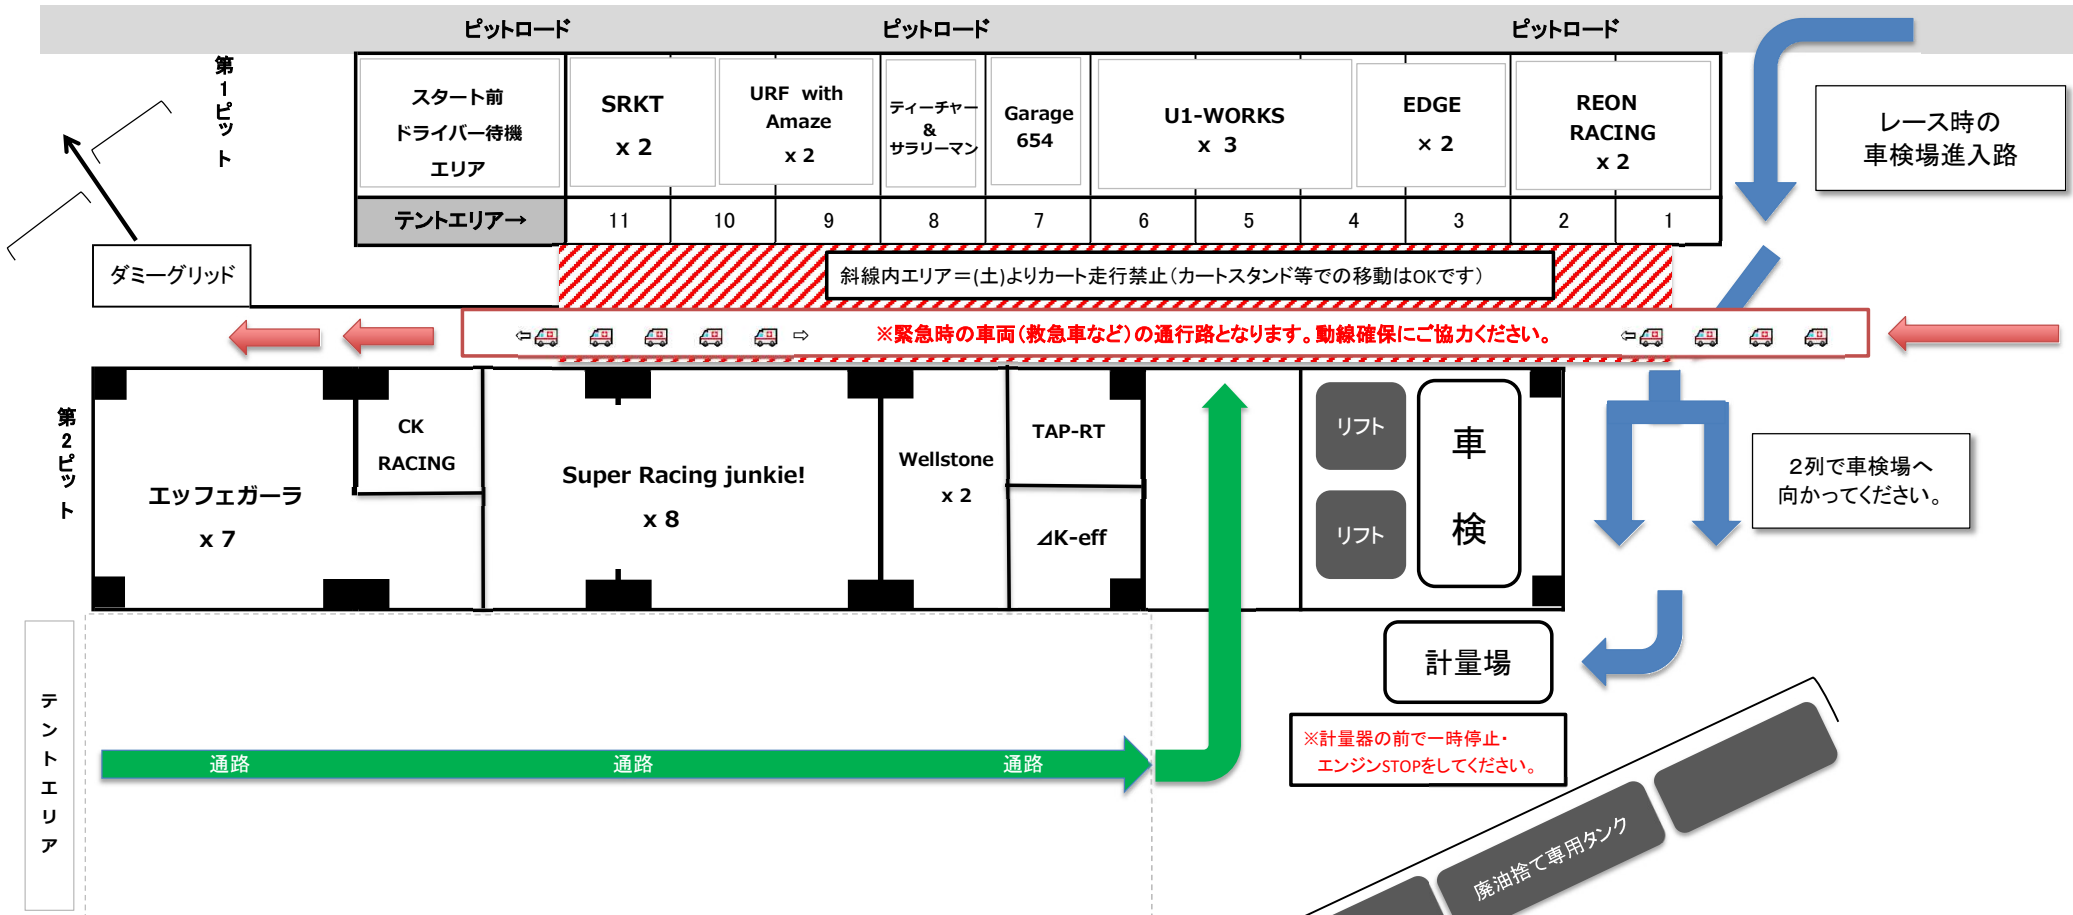 ピットロード
ピットロード
ピットロード
第1ピット
スタート前
ドライバー待機
エリア
SRKT
x 2
URF with
Amaze
x 2
ティーチャー
&
サラリーマン
Garage
654
U1-WORKS
x 3
EDGE
× 2
REON
RACING
x 2
レース時の
車検場進入路
テントエリア→
11
10
9
8
7
6
5
4
3
2
1
ダミーグリッド
斜線内エリア=(土)よりカート走行禁止(カートスタンド等での移動はOKです)
※緊急時の車両(救急車など)の通行路となります。動線確保にご協力ください。
第2ピット
エッフェガーラ
x 7
CK
RACING
Super Racing junkie!
x 8
Wellstone
x 2
TAP-RT
⊿K-eff
リフト
リフト
車検
2列で車検場へ
向かってください。
計量場
※計量器の前で一時停止・
エンジンSTOPをしてください。
テントエリア
通路
通路
通路
廃油捨て専用タンク